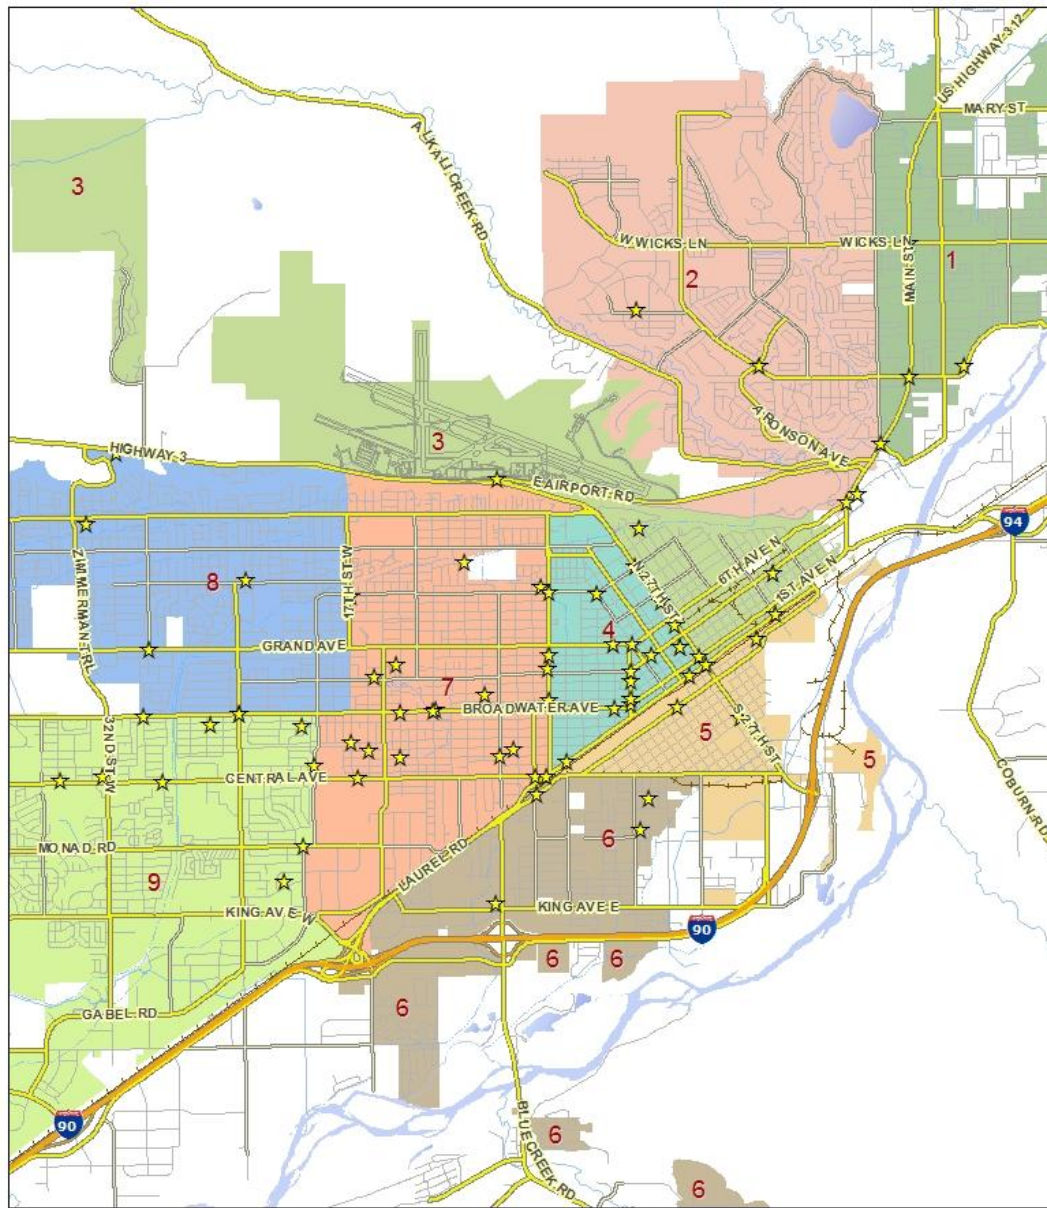 US HIGHWAY 312
MARY ST
ALKALI CREEK RD
3
W WICKS LN
WICKS LN
1
2
MAIN ST
ARONSON AVE
3
HIGHWAY 3
E AIRPORT RD
94
ZIMMERMAN TRL
8
17TH ST W
N 27TH ST
6TH AVE N
1ST AVE N
4
GRAND AVE
7
BROADWATER AVE
5
S 27TH ST
5
32ND ST W
CENTRAL AVE
COBURN RD
MONAD RD
LAUREL RD
6
9
KING AVE W
KING AVE E
90
6
6
6
GABEL RD
90
BLUE CREEK RD
6
6